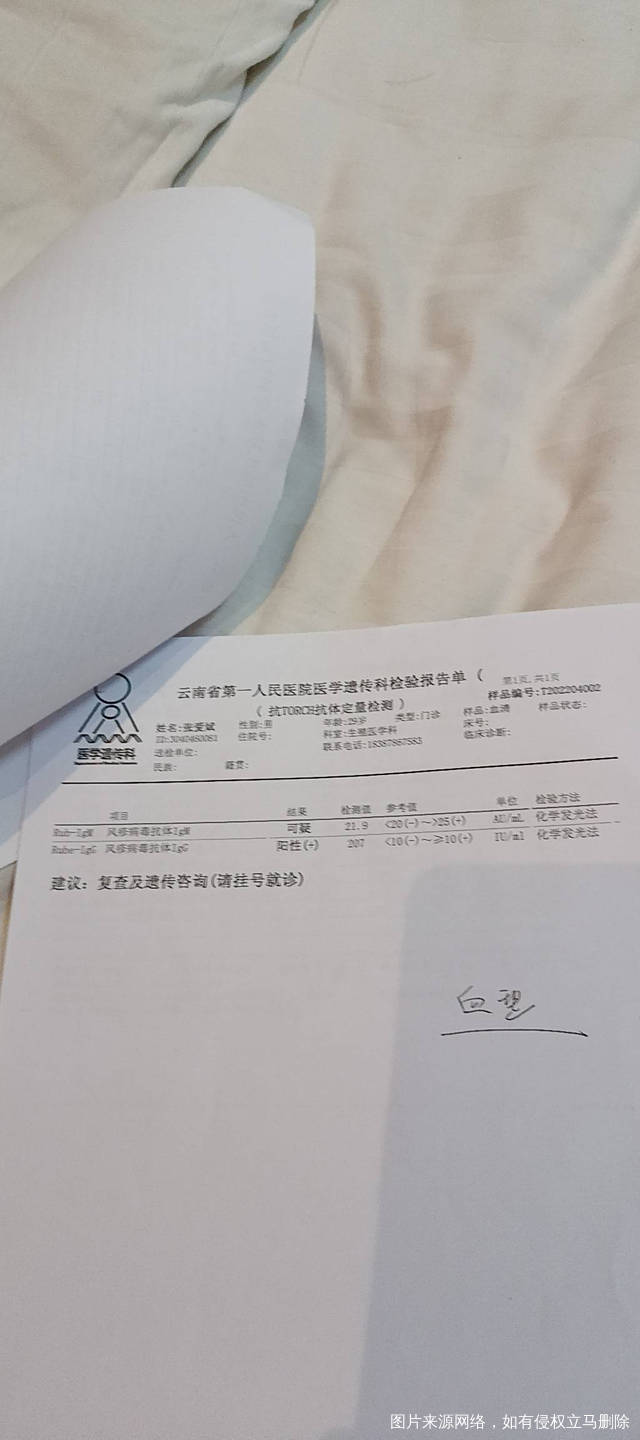 云南省第一人民医院医学遗传科检验报告单(
第1页,共1页
(抗TORCH抗体定量检测)
样品编号:T202204002
医学遗传科
姓名:张爱斌 性别:男 年龄:29岁 类型:门诊 样品:血清 样品状态:
ID:3040460081 住院号: 科室:生殖医学科 床号:
送检单位: 联系电话:18387867583 临床诊断:
民族: 籍贯:
项目 结果 检测值 参考值 单位 检验方法
Rub-IgM 风疹病毒抗体IgM 可疑 21.9 <20(-)~>25(+) AU/mL 化学发光法
Rube-IgG 风疹病毒抗体IgG 阳性(+) 207 <10(-)~≥10(+) IU/ml 化学发光法
建议: 复查及遗传咨询(请挂号就诊)
血型
图片来源网络，如有侵权立马删除